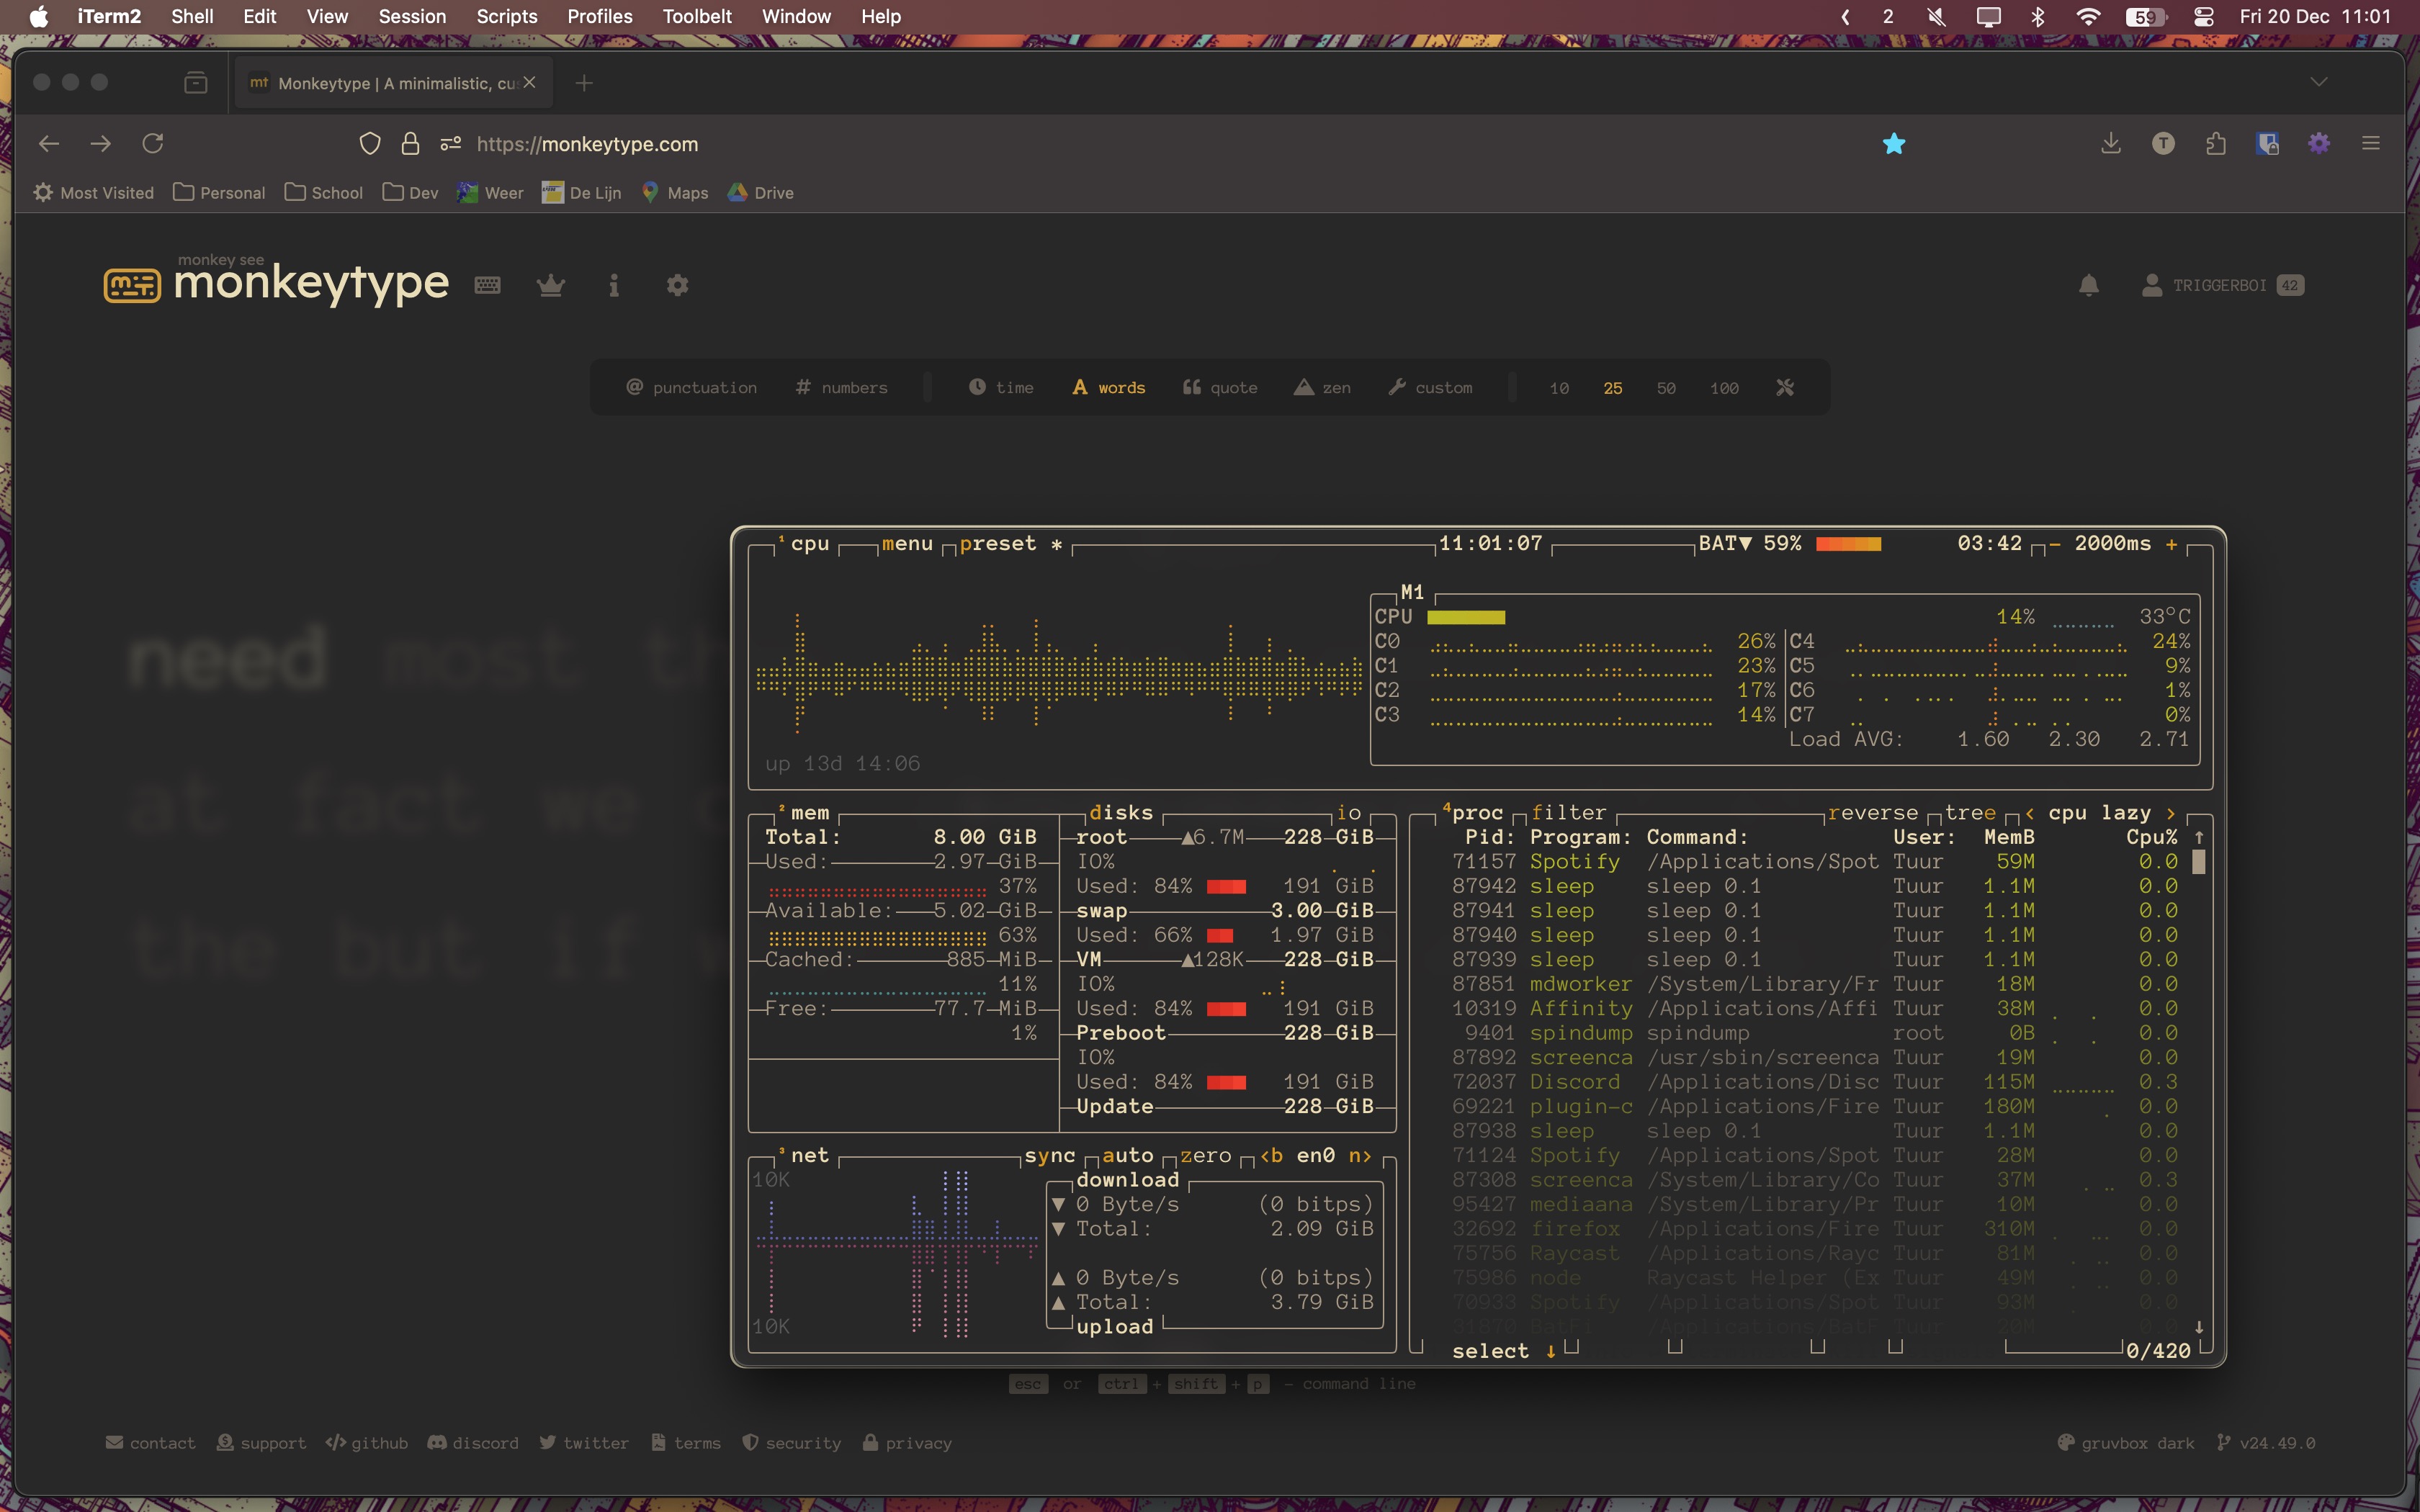 iTerm2 Shell Edit View Session Scripts Profiles Toolbelt Window Help 2 59 Fri 20 Dec 11:01
mt Monkeytype | A minimalistic, cu
https://monkeytype.com T
Most Visited Personal School Dev Weer De Lijn Maps Drive
monkey see
monkeytype TRIGGERBOI 42
@ punctuation # numbers time A words quote zen custom 10 25 50 100
need most th
at fact we
the but if
¹cpu menu preset * 11:01:07 BAT▼ 59% 03:42 - 2000ms +
M1
CPU 14% 33°C
C0 26% C4 24%
C1 23% C5 9%
C2 17% C6 1%
C3 14% C7 0%
Load AVG: 1.60 2.30 2.71
up 13d 14:06
²mem
Total: 8.00 GiB
Used: 2.97 GiB
37%
Available: 5.02 GiB
63%
Cached: 885 MiB
11%
Free: 77.7 MiB
1%
disks io
root ▲6.7M 228 GiB
IO%
Used: 84% 191 GiB
swap 3.00 GiB
Used: 66% 1.97 GiB
VM ▲128K 228 GiB
IO%
Used: 84% 191 GiB
Preboot 228 GiB
IO%
Used: 84% 191 GiB
Update 228 GiB
³net sync auto zero <b en0 n>
10K
10K
download
▼ 0 Byte/s (0 bitps)
▼ Total: 2.09 GiB
▲ 0 Byte/s (0 bitps)
▲ Total: 3.79 GiB
upload
⁴proc filter reverse tree < cpu lazy >
Pid: Program: Command: User: MemB Cpu% ↑
71157 Spotify /Applications/Spot Tuur 59M 0.0
87942 sleep sleep 0.1 Tuur 1.1M 0.0
87941 sleep sleep 0.1 Tuur 1.1M 0.0
87940 sleep sleep 0.1 Tuur 1.1M 0.0
87939 sleep sleep 0.1 Tuur 1.1M 0.0
87851 mdworker /System/Library/Fr Tuur 18M 0.0
10319 Affinity /Applications/Affi Tuur 38M 0.0
9401 spindump spindump root 0B 0.0
87892 screenca /usr/sbin/screenca Tuur 19M 0.0
72037 Discord /Applications/Disc Tuur 115M 0.3
69221 plugin-c /Applications/Fire Tuur 180M 0.0
87938 sleep sleep 0.1 Tuur 1.1M 0.0
71124 Spotify /Applications/Spot Tuur 28M 0.0
87308 screenca /System/Library/Co Tuur 37M 0.3
95427 mediaana /System/Library/Pr Tuur 10M 0.0
32692 firefox /Applications/Fire Tuur 310M 0.0
75756 Raycast /Applications/Rayc Tuur 81M 0.0
75986 node Raycast Helper (Ex Tuur 49M 0.0
70933 Spotify /Applications/Spot Tuur 93M 0.0
31870 BatFi /Applications/BatF Tuur 20M 0.0 ↓
select ↓ 0/420
esc or ctrl + shift + p - command line
contact support github discord twitter terms security privacy gruvbox dark v24.49.0